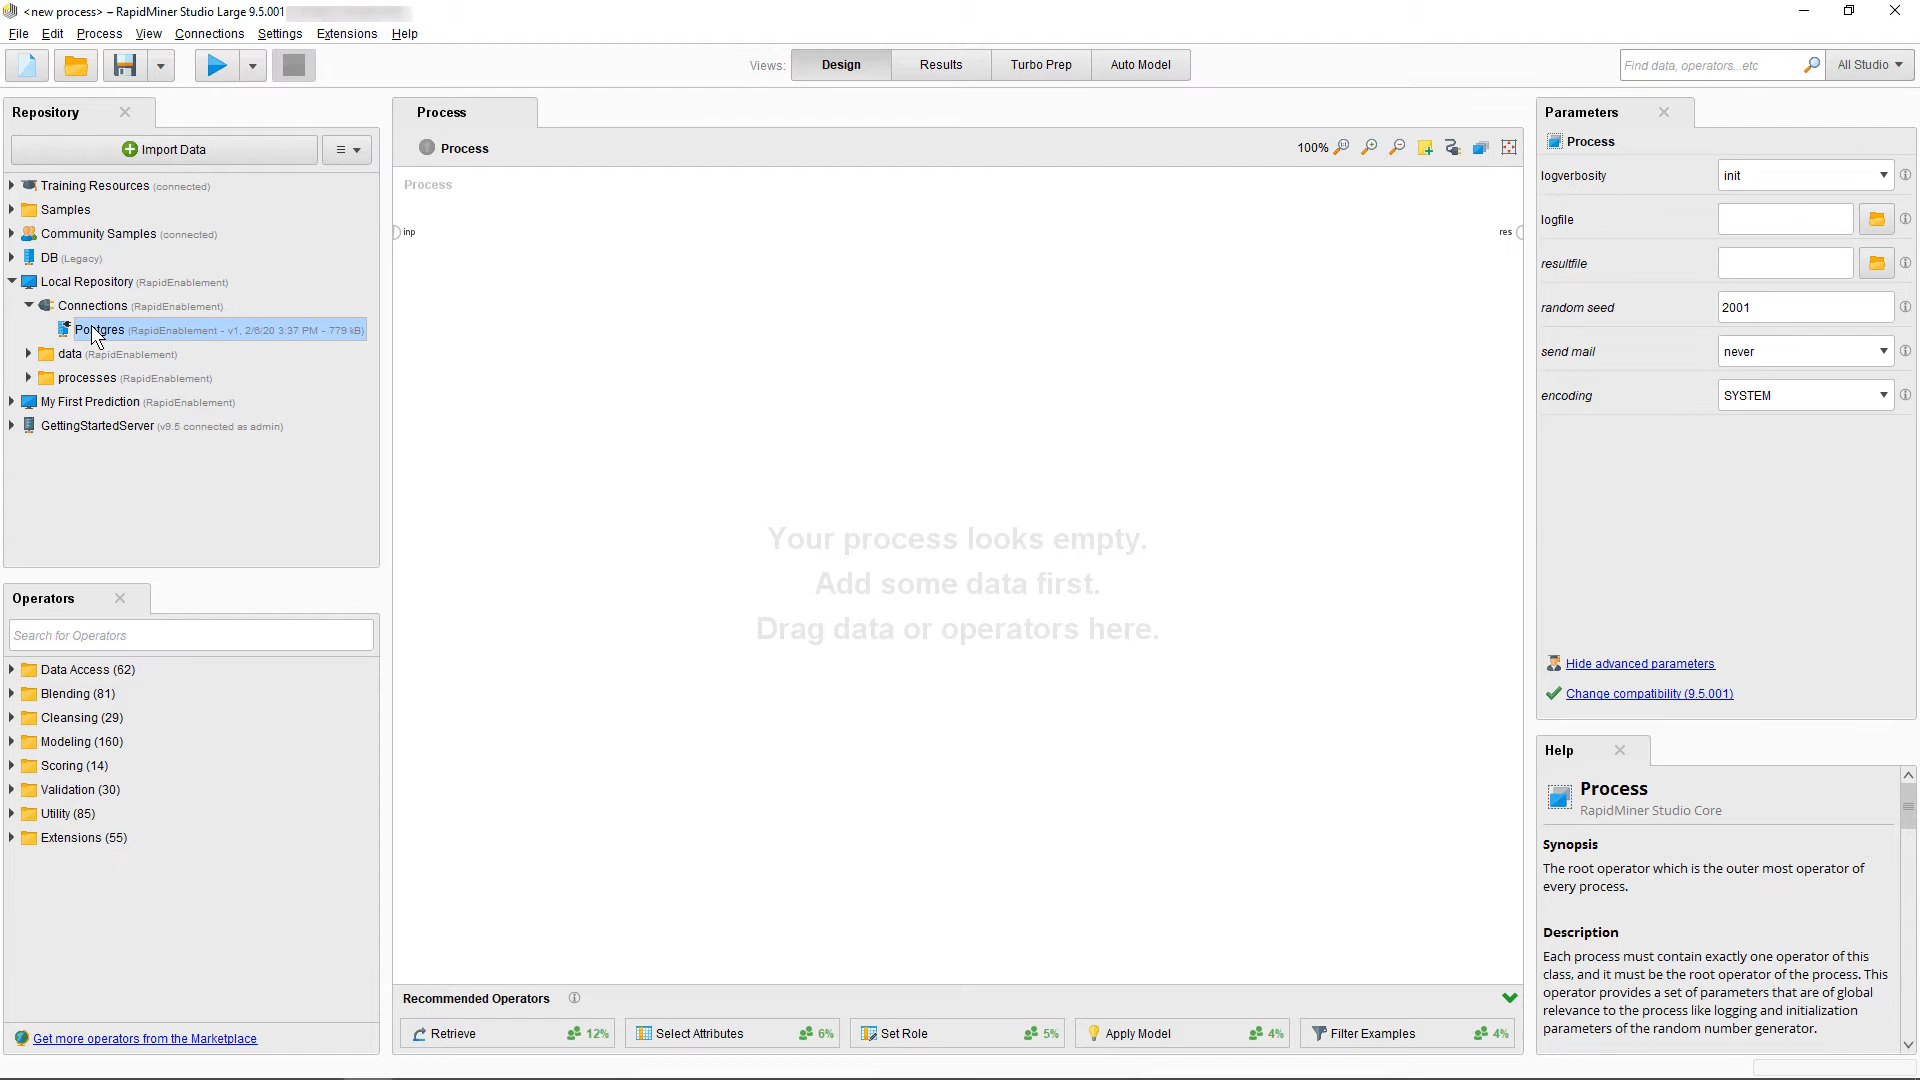 <new process> – RapidMiner Studio Large 9.5.001
File Edit Process View Connections Settings Extensions Help
Views: Design Results Turbo Prep Auto Model
Find data, operators...etc All Studio
Repository
Import Data
Training Resources (connected)
Samples
Community Samples (connected)
DB (Legacy)
Local Repository (RapidEnablement)
Connections (RapidEnablement)
Postgres (RapidEnablement - v1, 2/6/20 3:37 PM - 779 kB)
data (RapidEnablement)
processes (RapidEnablement)
My First Prediction (RapidEnablement)
GettingStartedServer (v9.5 connected as admin)
Operators
Search for Operators
Data Access (62)
Blending (81)
Cleansing (29)
Modeling (160)
Scoring (14)
Validation (30)
Utility (85)
Extensions (55)
Get more operators from the Marketplace
Process
Process 100%
Process
inp res
Your process looks empty.
Add some data first.
Drag data or operators here.
Recommended Operators
Retrieve 12% Select Attributes 6% Set Role 5% Apply Model 4% Filter Examples 4%
Parameters
Process
logverbosity init
logfile
resultfile
random seed 2001
send mail never
encoding SYSTEM
Hide advanced parameters
Change compatibility (9.5.001)
Help
Process
RapidMiner Studio Core
Synopsis
The root operator which is the outer most operator of
every process.
Description
Each process must contain exactly one operator of this
class, and it must be the root operator of the process. This
operator provides a set of parameters that are of global
relevance to the process like logging and initialization
parameters of the random number generator.